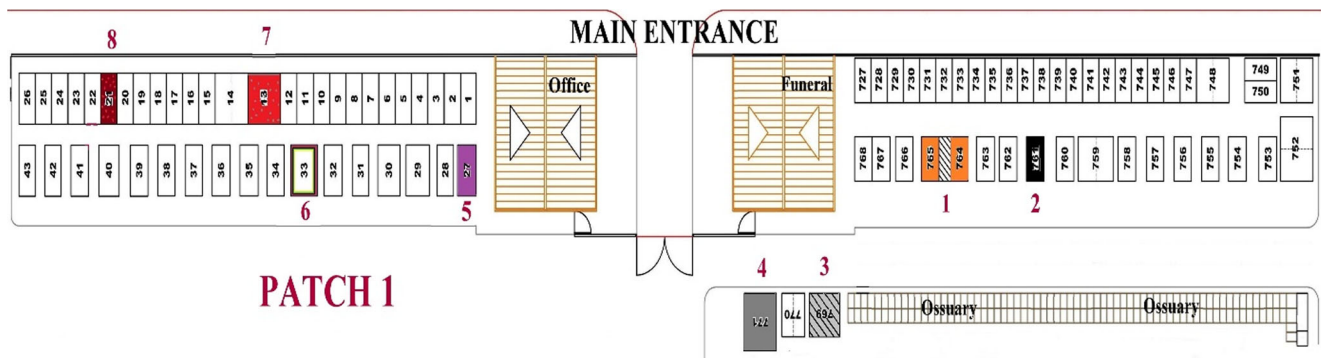 MAIN ENTRANCE
8
7
Office
Funeral
26 25 24 23 22 21 20 19 18 17 16 15 14 13 12 11 10 9 8 7 6 5 4 3 2 1
727 728 729 730 731 732 733 734 735 736 737 738 739 740 741 742 743 744 745 746 747 748
749
750
751
43 42 41 40 39 38 37 36 35 34 33 32 31 30 29 28 27
768 767 766 765 764 763 762 761 760 759 758 757 756 755 754 753 752
6
5
1
2
PATCH 1
4
3
771 770 769
Ossuary
Ossuary